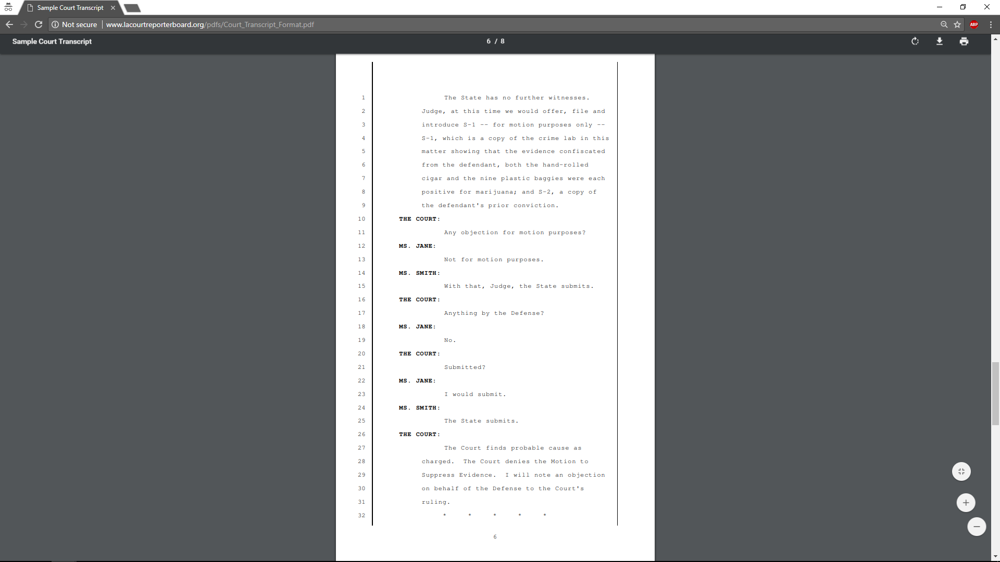 Sample Court Transcript
Not secure www.lacourtreporterboard.org/pdfs/Court_Transcript_Format.pdf
ABP
Sample Court Transcript 6 / 8
1 The State has no further witnesses.
2 Judge, at this time we would offer, file and
3 introduce S-1 -- for motion purposes only --
4 S-1, which is a copy of the crime lab in this
5 matter showing that the evidence confiscated
6 from the defendant, both the hand-rolled
7 cigar and the nine plastic baggies were each
8 positive for marijuana; and S-2, a copy of
9 the defendant's prior conviction.
10 THE COURT:
11 Any objection for motion purposes?
12 MS. JANE:
13 Not for motion purposes.
14 MS. SMITH:
15 With that, Judge, the State submits.
16 THE COURT:
17 Anything by the Defense?
18 MS. JANE:
19 No.
20 THE COURT:
21 Submitted?
22 MS. JANE:
23 I would submit.
24 MS. SMITH:
25 The State submits.
26 THE COURT:
27 The Court finds probable cause as
28 charged. The Court denies the Motion to
29 Suppress Evidence. I will note an objection
30 on behalf of the Defense to the Court's
31 ruling.
32 * * * * *
6